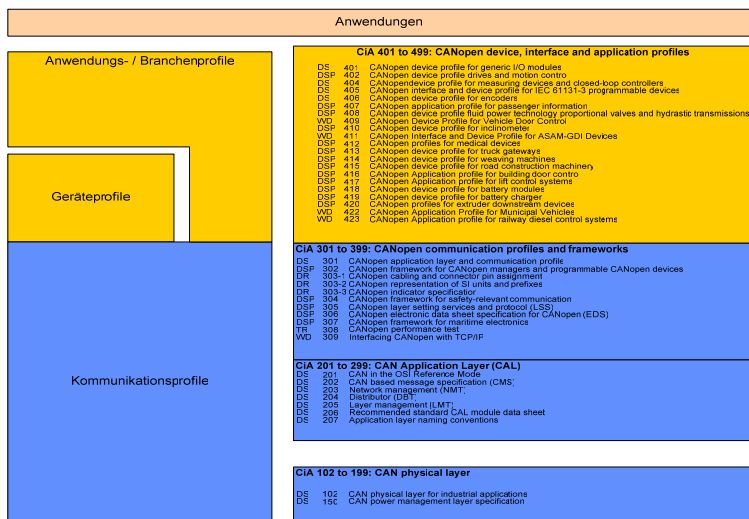 Anwendungen
Anwendungs- / Branchenprofile
Geräteprofile
Kommunikationsprofile
CiA 401 to 499: CANopen device, interface and application profiles
DS 401 CANopen device profile for generic I/O modules
DSP 402 CANopen device profile drives and motion contro
DS 404 CANopendevice profile for measuring devices and closed-loop controllers
DS 405 CANopen interface and device profile for IEC 61131-3 programmable devices
DS 406 CANopen device profile for encoders
DSP 407 CANopen application profile for passenger information
DSP 408 CANopen device profile fluid power technology proportional valves and hydrastic transmissions
WD 409 CANopen Device Profile for Vehicle Door Control
DSP 410 CANopen device profile for inclinometer
WD 411 CANopen Interface and Device Profile for ASAM-GDI Devices
DSP 412 CANopen profiles for medical devices
DSP 413 CANopen device profile for truck gateways
DSP 414 CANopen device profile for weaving machines
DSP 415 CANopen device profile for road construction machinery
DSP 416 CANopen Application profile for building door contro
DSP 417 CANopen Application profile for lift control systems
DSP 418 CANopen device profile for battery modules
DSP 419 CANopen device profile for battery charger
DSP 420 CANopen profiles for extruder downstream devices
WD 422 CANopen Application Profile for Municipal Vehicles
WD 423 CANopen Application profile for railway diesel control systems
CiA 301 to 399: CANopen communication profiles and frameworks
DS 301 CANopen application layer and communication profile
DSP 302 CANopen framework for CANopen managers and programmable CANopen devices
DR 303-1 CANopen cabling and connector pin assignment
DR 303-2 CANopen representation of SI units and prefixes
DR 303-3 CANopen indicator specification
DSP 304 CANopen framework for safety-relevant communication
DSP 305 CANopen layer setting services and protocol (LSS)
DSP 306 CANopen electronic data sheet specification for CANopen (EDS)
DSP 307 CANopen framework for maritime electronics
TR 308 CANopen performance test
WD 309 Interfacing CANopen with TCP/IP
CiA 201 to 299: CAN Application Layer (CAL)
DS 201 CAN in the OSI Reference Mode
DS 202 CAN based message specification (CMS)
DS 203 Network management (NMT)
DS 204 Distributor (DBT)
DS 205 Layer management (LMT)
DS 206 Recommended standard CAL module data sheet
DS 207 Application layer naming conventions
CiA 102 to 199: CAN physical layer
DS 102 CAN physical layer for industrial applications
DS 150 CAN power management layer specification